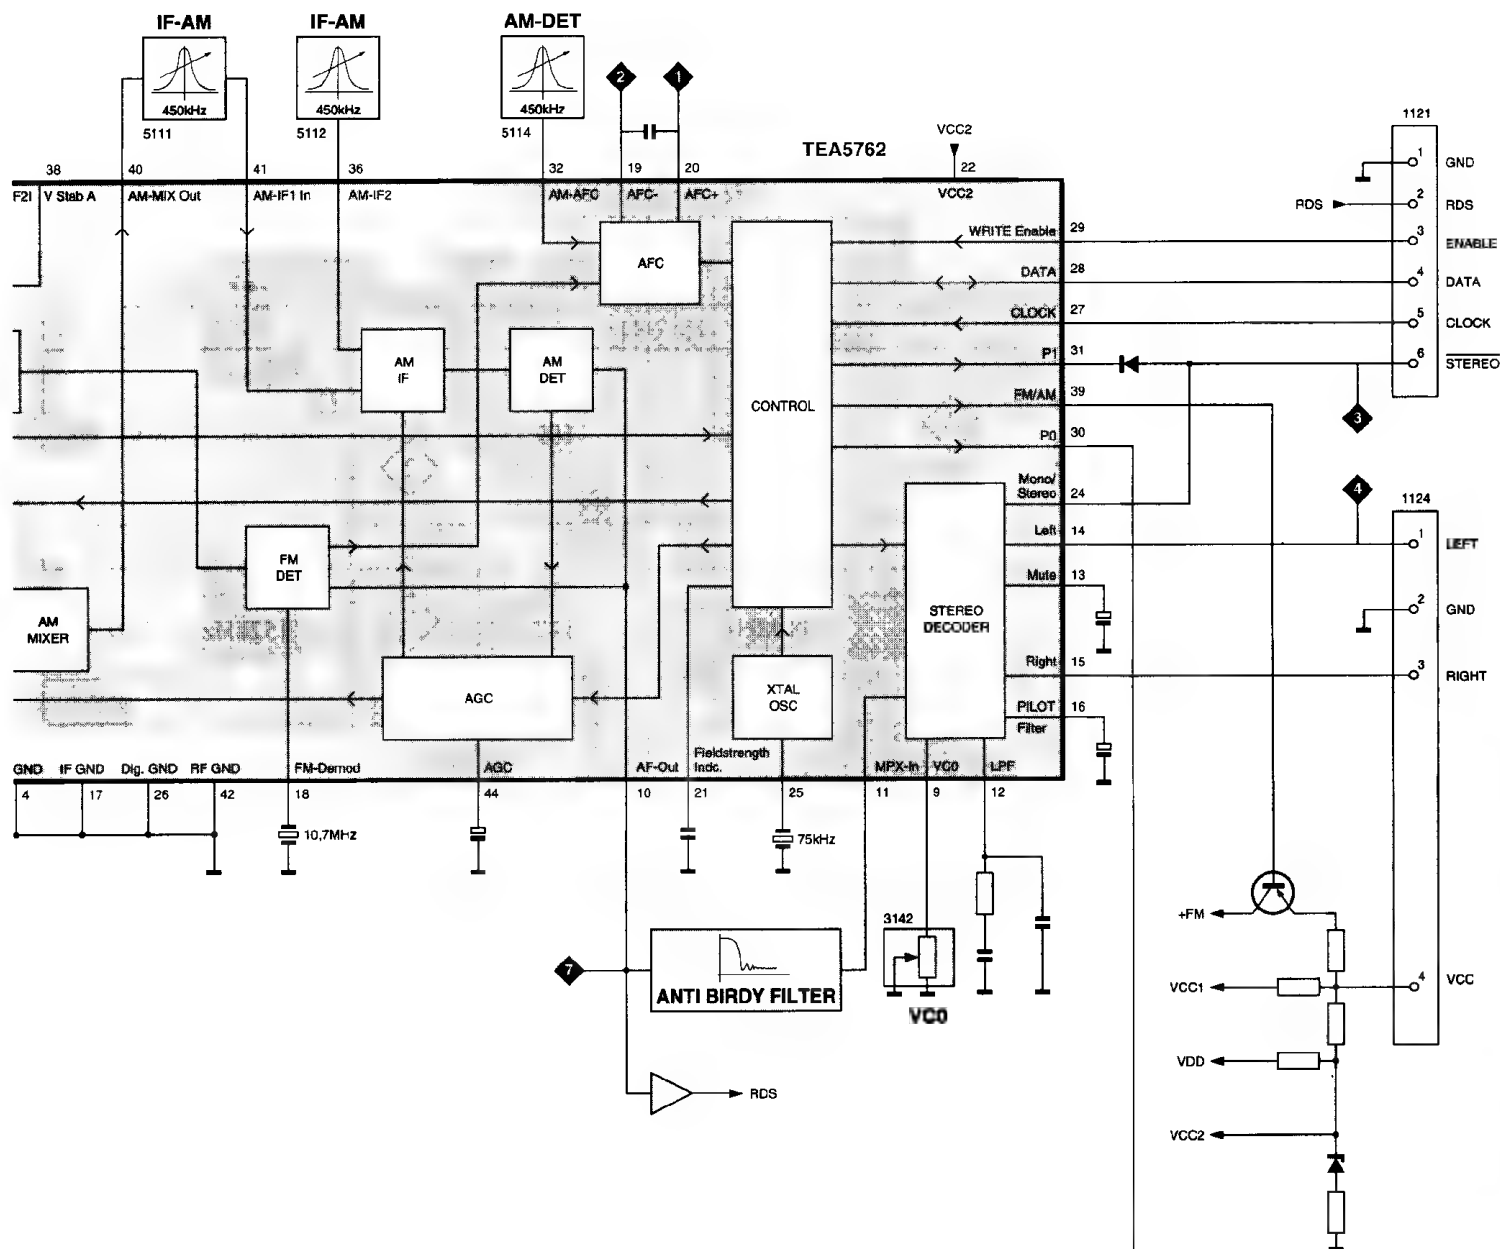 IF-AM IF-AM AM-DET
450kHz 450kHz 450kHz
5111 5112 5114
2 1
TEA5762
VCC2
1121
38 40 41 36 32 19 20 22
F2I V Stab A AM-MIX Out AM-IF1 In AM-IF2 AM-AFC AFC- AFC+ VCC2
1 GND
RDS 2 RDS
WRITE Enable 29 3 ENABLE
AFC
DATA 28 4 DATA
CLOCK 27 5 CLOCK
P1 31 6 STEREO
AM
IF
AM
DET
CONTROL
FM/AM 39
3
P0 30
Mono/
Stereo 24
4
1124
Left 14 1 LEFT
FM
DET
Mute 13
2 GND
AM
MIXER
STEREO
DECODER
Right 15 3 RIGHT
AGC
XTAL
OSC
PILOT 16
Filter
Fieldstrength
GND IF GND Dig. GND RF GND FM-Demod AGC AF-Out Indc. MPX-In VC0 LPF
4 17 26 42 18 44 10 21 25 11 9 12
10,7MHz 75kHz
3142
+FM
7
ANTI BIRDY FILTER
VC0
VCC1 4 VCC
VDD
RDS
VCC2